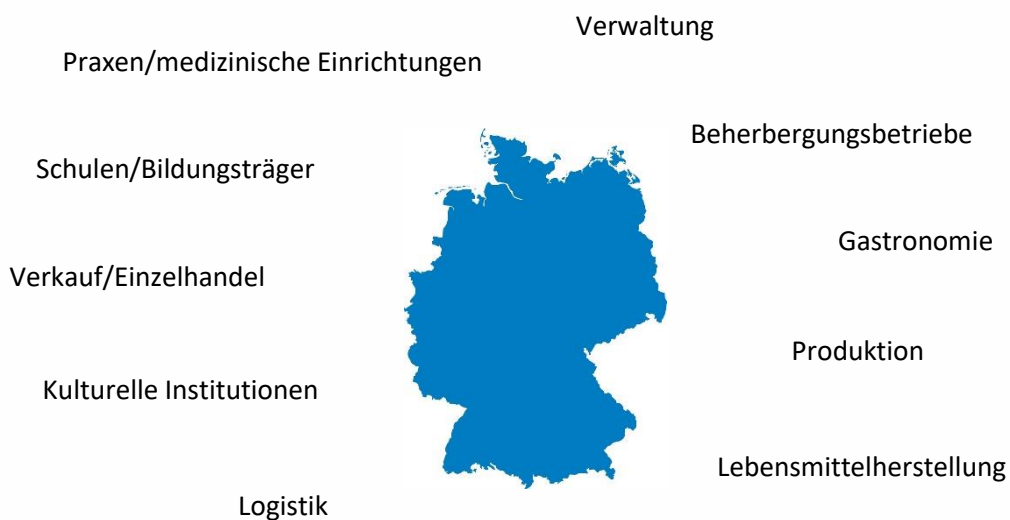 Verwaltung
Praxen/medizinische Einrichtungen
Beherbergungsbetriebe
Schulen/Bildungsträger
Gastronomie
Verkauf/Einzelhandel
Produktion
Kulturelle Institutionen
Lebensmittelherstellung
Logistik